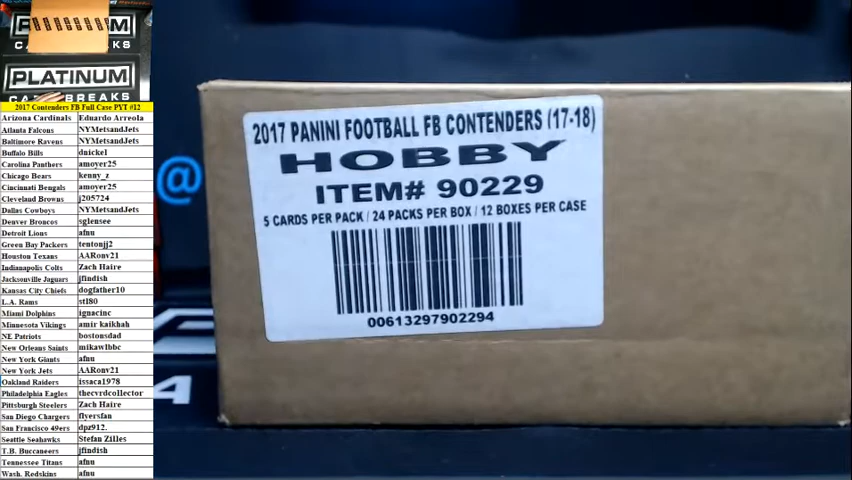 PLATINUM
PLATINUM
2017 Contenders FB Full Case PYT #12
Arizona Cardinals Eduardo Arreola
Atlanta Falcons NYMetsandJets
Baltimore Ravens NYMetsandJets
Buffalo Bills dnickel
Carolina Panthers amoyer25
Chicago Bears kenny_z
Cincinnati Bengals amoyer25
Cleveland Browns j205724
Dallas Cowboys NYMetsandJets
Denver Broncos sglensee
Detroit Lions afnu
Green Bay Packers tentonjj2
Houston Texans AARonv21
Indianapolis Colts Zach Haire
Jacksonville Jaguars jfindish
Kansas City Chiefs dogfather10
L.A. Rams stl80
Miami Dolphins ignacinc
Minnesota Vikings amir kaikhah
NE Patriots bostonsdad
New Orleans Saints mikawlbbc
New York Giants afnu
New York Jets AARonv21
Oakland Raiders issaca1978
Philadelphia Eagles thecvrdcollector
Pittsburgh Steelers Zach Haire
San Diego Chargers flyersfan
San Francisco 49ers dpz912.
Seattle Seahawks Stefan Zilles
T.B. Buccaneers jfindish
Tennessee Titans afnu
Wash. Redskins afnu
@
4
2017 PANINI FOOTBALL FB CONTENDERS (17-18)
HOBBY
ITEM# 90229
5 CARDS PER PACK / 24 PACKS PER BOX / 12 BOXES PER CASE
00613297902294